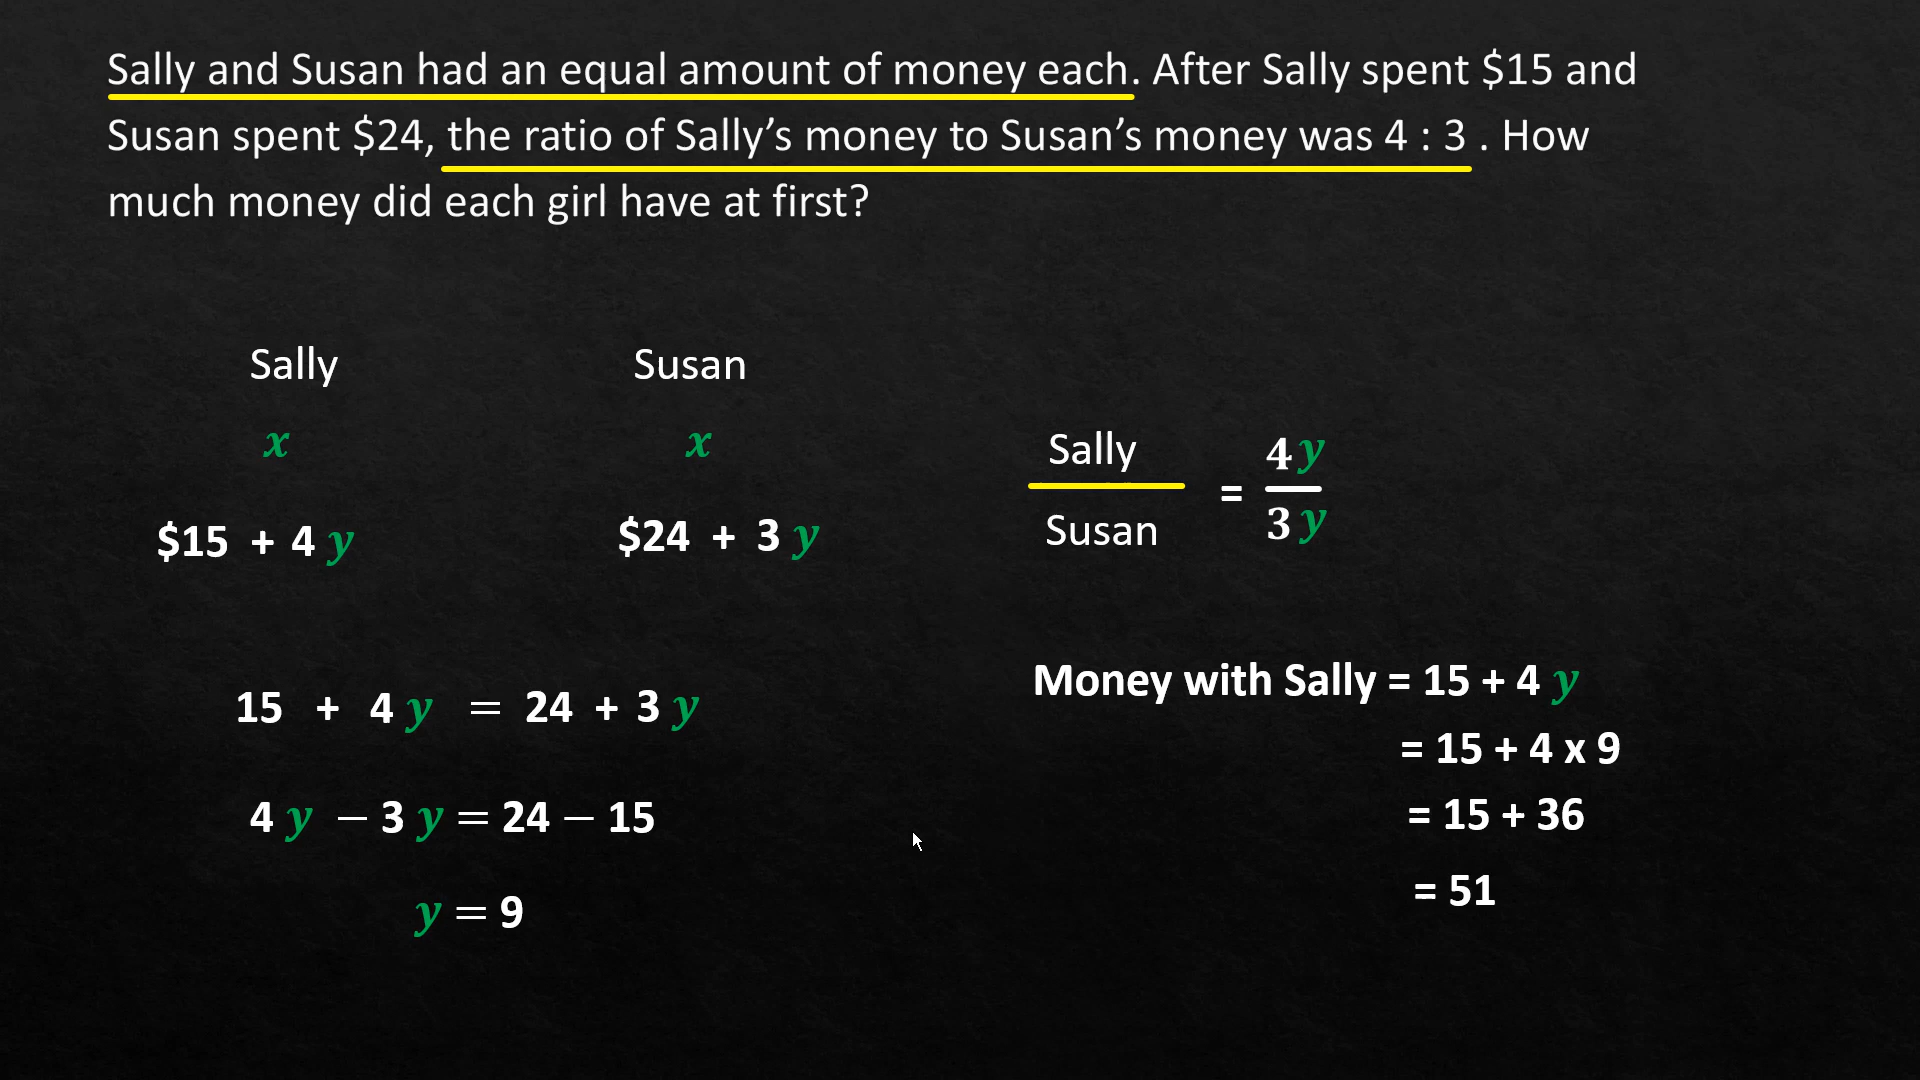 Sally and Susan had an equal amount of money each. After Sally spent $15 and
Susan spent $24, the ratio of Sally’s money to Susan’s money was 4 : 3 . How
much money did each girl have at first?
Sally
Susan
x
x
$15 + 4 y
$24 + 3 y
Sally
Susan
= 4 y
3 y
15 + 4 y = 24 + 3 y
4 y – 3 y = 24 – 15
y = 9
Money with Sally = 15 + 4 y
= 15 + 4 x 9
= 15 + 36
= 51